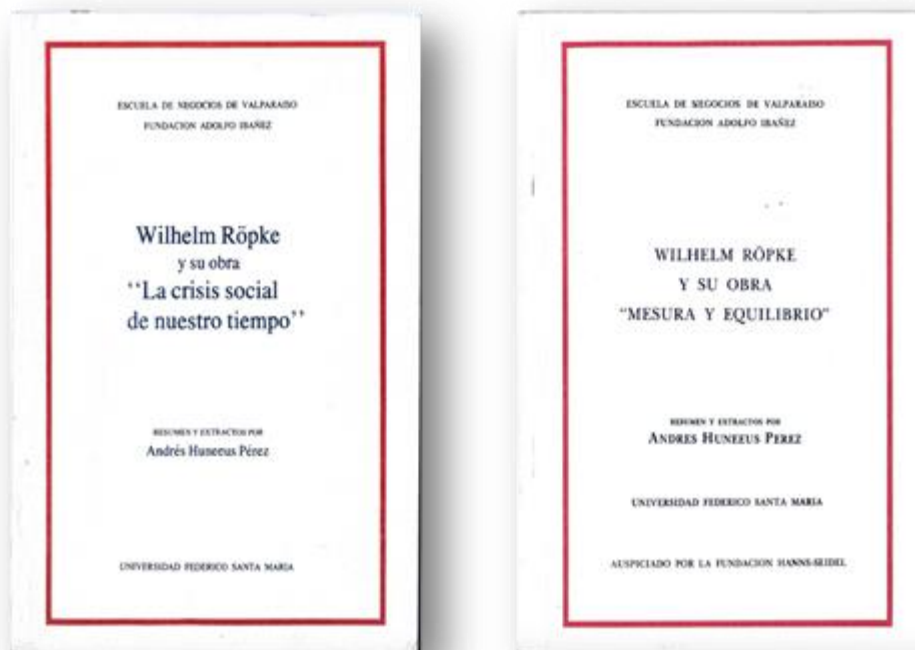 ESCUELA DE NEGOCIOS DE VALPARAISO
FUNDACION ADOLFO IBAÑEZ
Wilhelm Röpke
y su obra
‘‘La crisis social
de nuestro tiempo’’
RESUMEN Y EXTRACTOS POR
Andrés Huneeus Pérez
UNIVERSIDAD FEDERICO SANTA MARIA
ESCUELA DE NEGOCIOS DE VALPARAISO
FUNDACION ADOLFO IBAÑEZ
WILHELM RÖPKE
Y SU OBRA
"MESURA Y EQUILIBRIO"
RESUMEN Y EXTRACTOS POR
ANDRES HUNEEUS PEREZ
UNIVERSIDAD FEDERICO SANTA MARIA
AUSPICIADO POR LA FUNDACION HANNS-SEIDEL